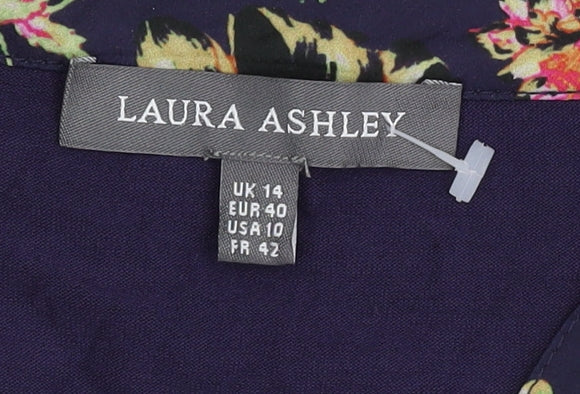 LAURA ASHLEY
UK 14
EUR 40
USA 10
FR 42